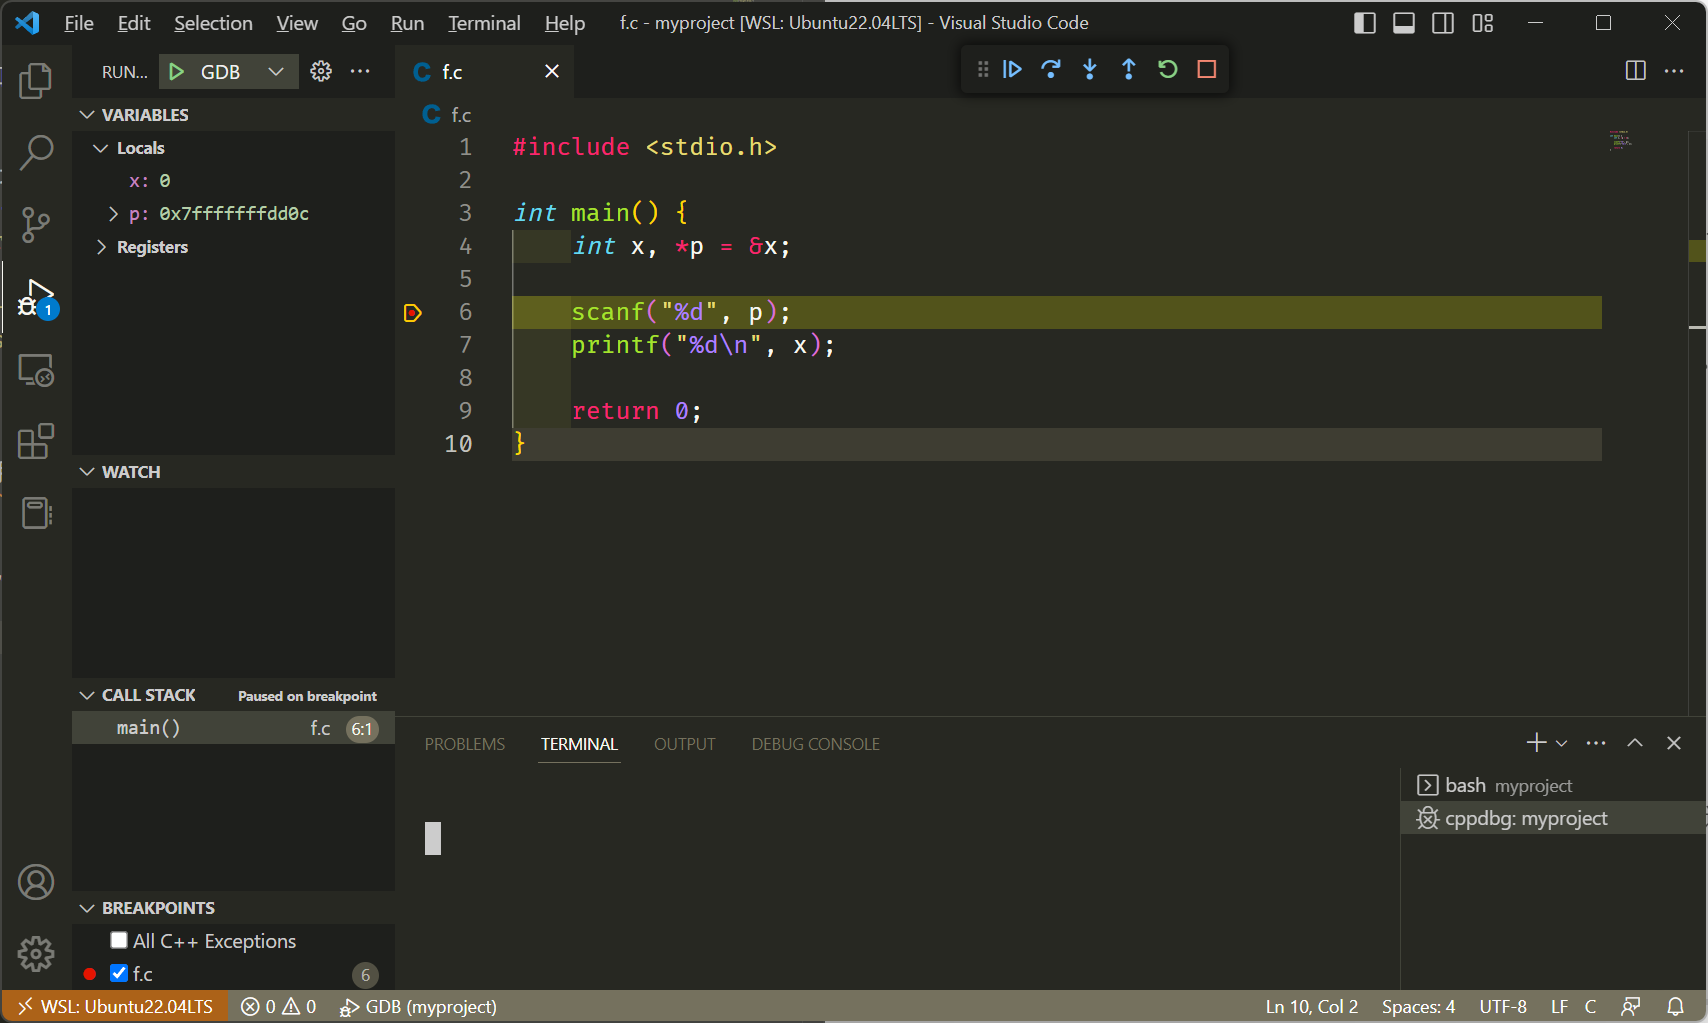 File Edit Selection View Go Run Terminal Help f.c - myproject [WSL: Ubuntu22.04LTS] - Visual Studio Code
RUN... GDB
C f.c
C f.c
VARIABLES
Locals
x: 0
p: 0x7fffffffdd0c
Registers
1 #include <stdio.h>
2
3 int main() {
4 int x, *p = &x;
5
6 scanf("%d", p);
7 printf("%d\n", x);
8
9 return 0;
10 }
1
WATCH
CALL STACK Paused on breakpoint
main() f.c 6:1
BREAKPOINTS
All C++ Exceptions
f.c 6
PROBLEMS TERMINAL OUTPUT DEBUG CONSOLE
bash myproject
cppdbg: myproject
WSL: Ubuntu22.04LTS 0 0 GDB (myproject) Ln 10, Col 2 Spaces: 4 UTF-8 LF C